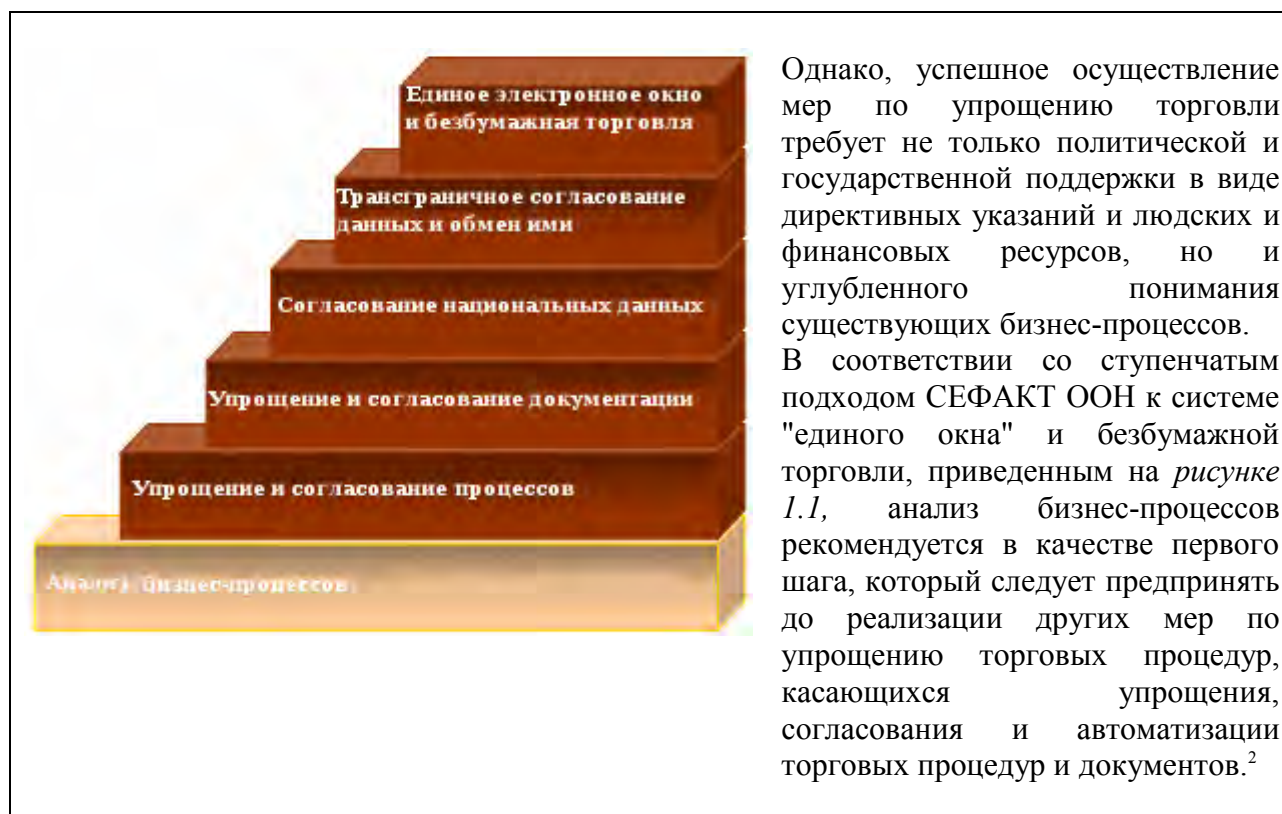 Единое электронное окно
и безбумажная торговля
Трансграничное согласование
данных и обмен ими
Согласование национальных данных
Упрощение и согласование документации
Упрощение и согласование процессов
Анализ бизнес-процессов
Однако, успешное осуществление
мер по упрощению торговли
требует не только политической и
государственной поддержки в виде
директивных указаний и людских и
финансовых ресурсов, но и
углубленного понимания
существующих бизнес-процессов.
В соответствии со ступенчатым
подходом СЕФАКТ ООН к системе
"единого окна" и безбумажной
торговли, приведенным на рисунке
1.1, анализ бизнес-процессов
рекомендуется в качестве первого
шага, который следует предпринять
до реализации других мер по
упрощению торговых процедур,
касающихся упрощения,
согласования и автоматизации
торговых процедур и документов.²